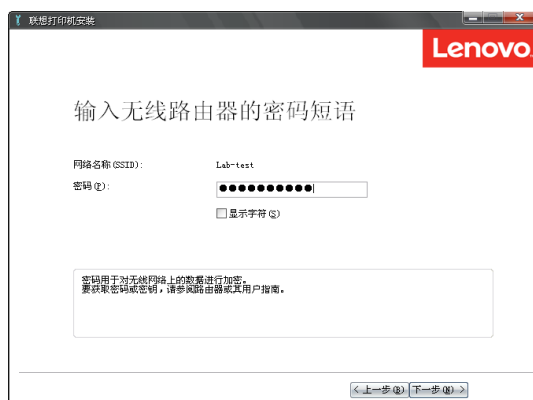 联想打印机安装
Lenovo
输入无线路由器的密码短语
网络名称(SSID): Lab-test
密码(P): ●●●●●●●●●●
显示字符(S)
密码用于对无线网络上的数据进行加密。
要获取密码或密钥，请参阅路由器或其用户指南。
< 上一步(B) 下一步(N) >